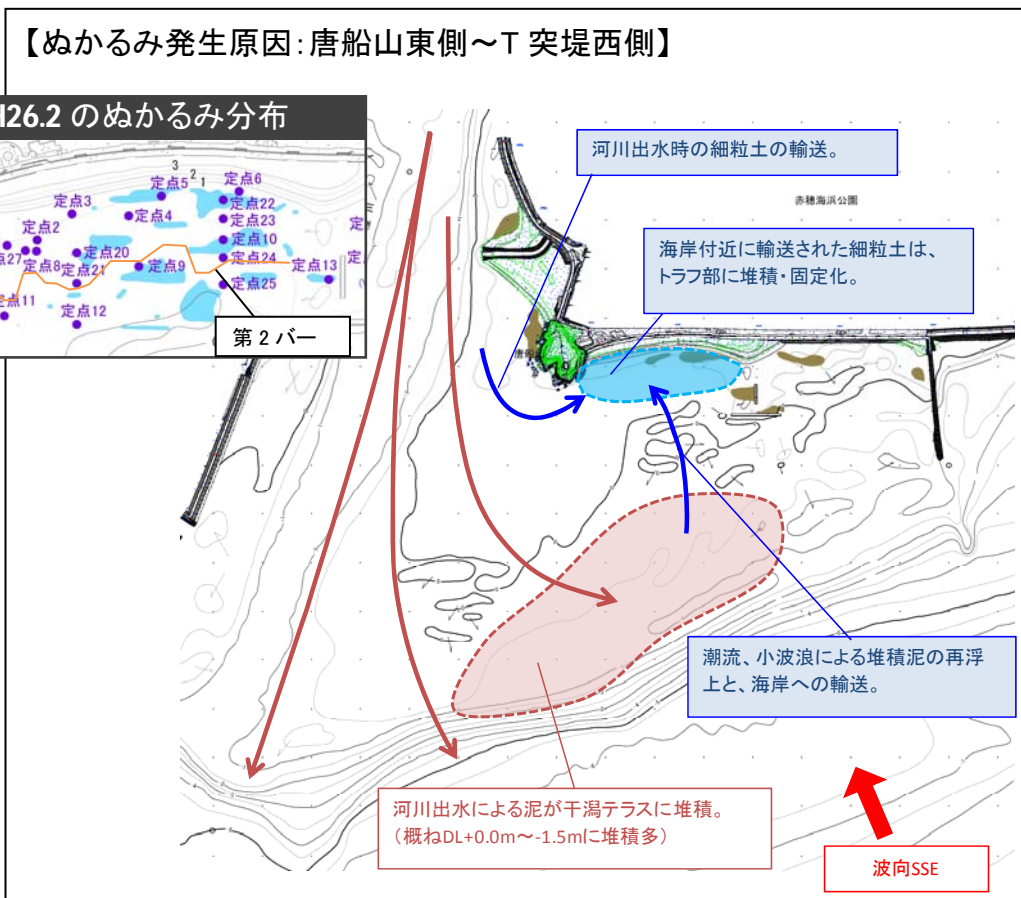 【ぬかるみ発生原因：唐船山東側～T 突堤西側】
H26.2 のぬかるみ分布
3
2
1
定点5
定点6
定点3
定点4
定点22
定点23
定点2
定点10
定点20
定点24
定点8
定点21
定点9
定点13
定点25
定点12
第 2 バー
河川出水時の細粒土の輸送。
赤穂海浜公園
海岸付近に輸送された細粒土は、
トラフ部に堆積・固定化。
潮流、小波浪による堆積泥の再浮
上と、海岸への輸送。
河川出水による泥が干潟テラスに堆積。
（概ねDL+0.0m～-1.5mに堆積多）
波向SSE